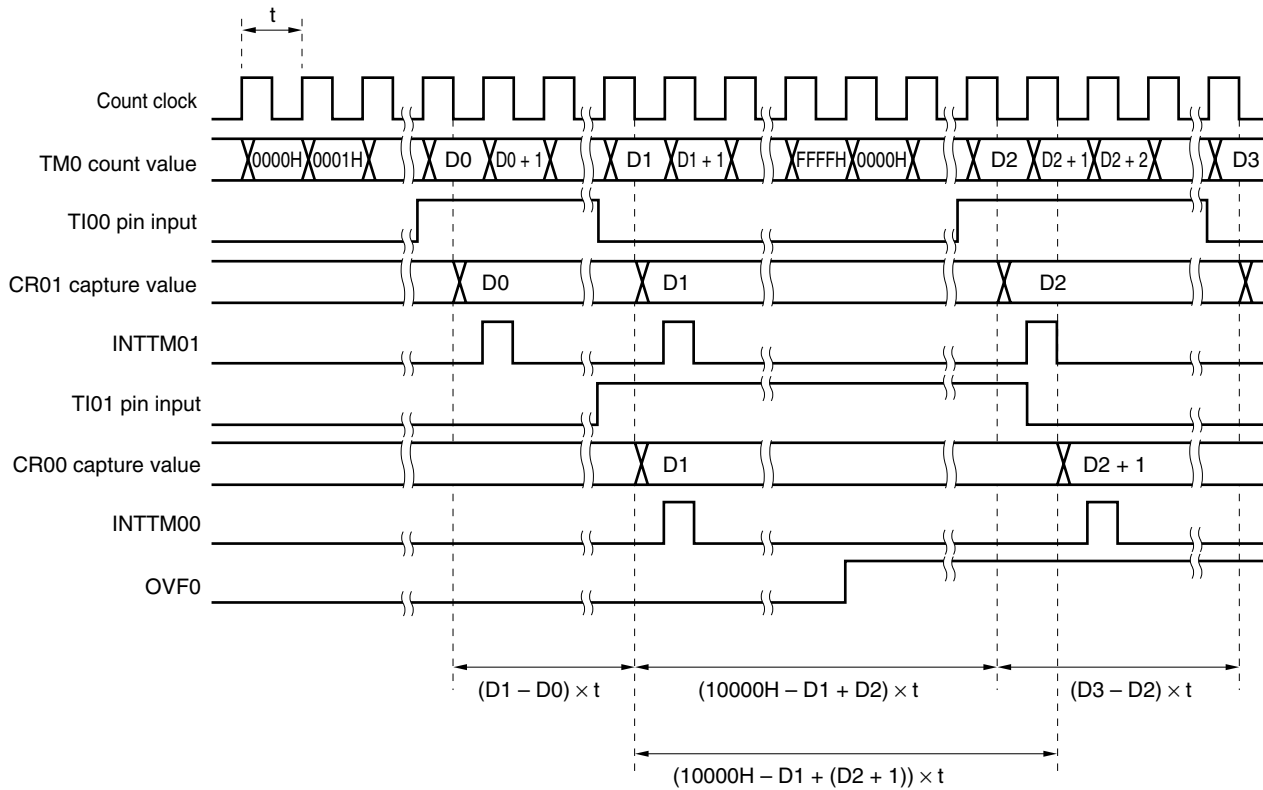 t
Count clock
TM0 count value
0000H 0001H D0 D0 + 1 D1 D1 + 1 FFFFH 0000H D2 D2 + 1 D2 + 2 D3
TI00 pin input
CR01 capture value
D0 D1 D2
INTTM01
TI01 pin input
CR00 capture value
D1 D2 + 1
INTTM00
OVF0
(D1 – D0) × t (10000H – D1 + D2) × t (D3 – D2) × t
(10000H – D1 + (D2 + 1)) × t